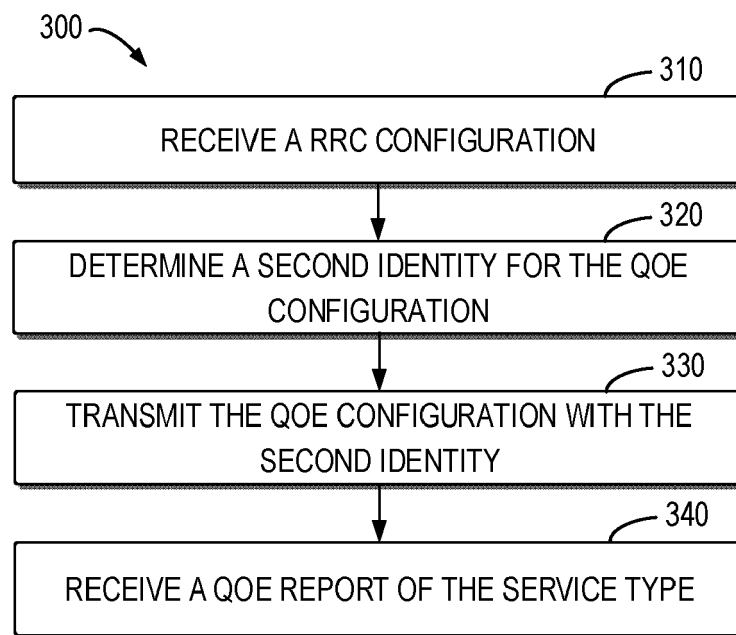 300
310
RECEIVE A RRC CONFIGURATION
320
DETERMINE A SECOND IDENTITY FOR THE QOE
CONFIGURATION
330
TRANSMIT THE QOE CONFIGURATION WITH THE
SECOND IDENTITY
340
RECEIVE A QOE REPORT OF THE SERVICE TYPE